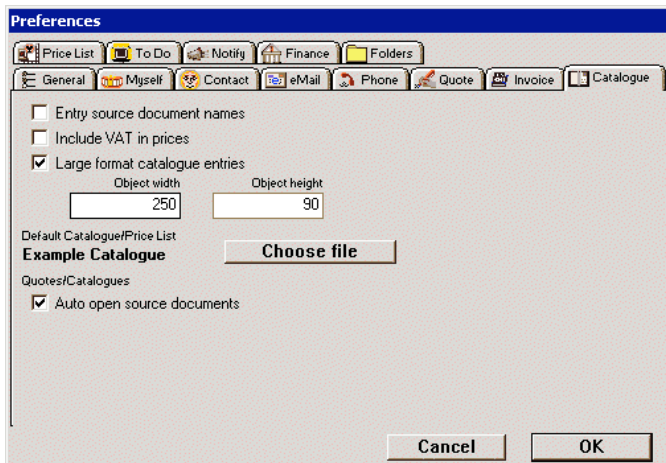 Preferences
Price List To Do Notify Finance Folders
General Myself Contact eMail Phone Quote Invoice Catalogue
Entry source document names
Include VAT in prices
Large format catalogue entries
Object width Object height
250 90
Default Catalogue/Price List
Example Catalogue Choose file
Quotes/Catalogues
Auto open source documents
Cancel OK